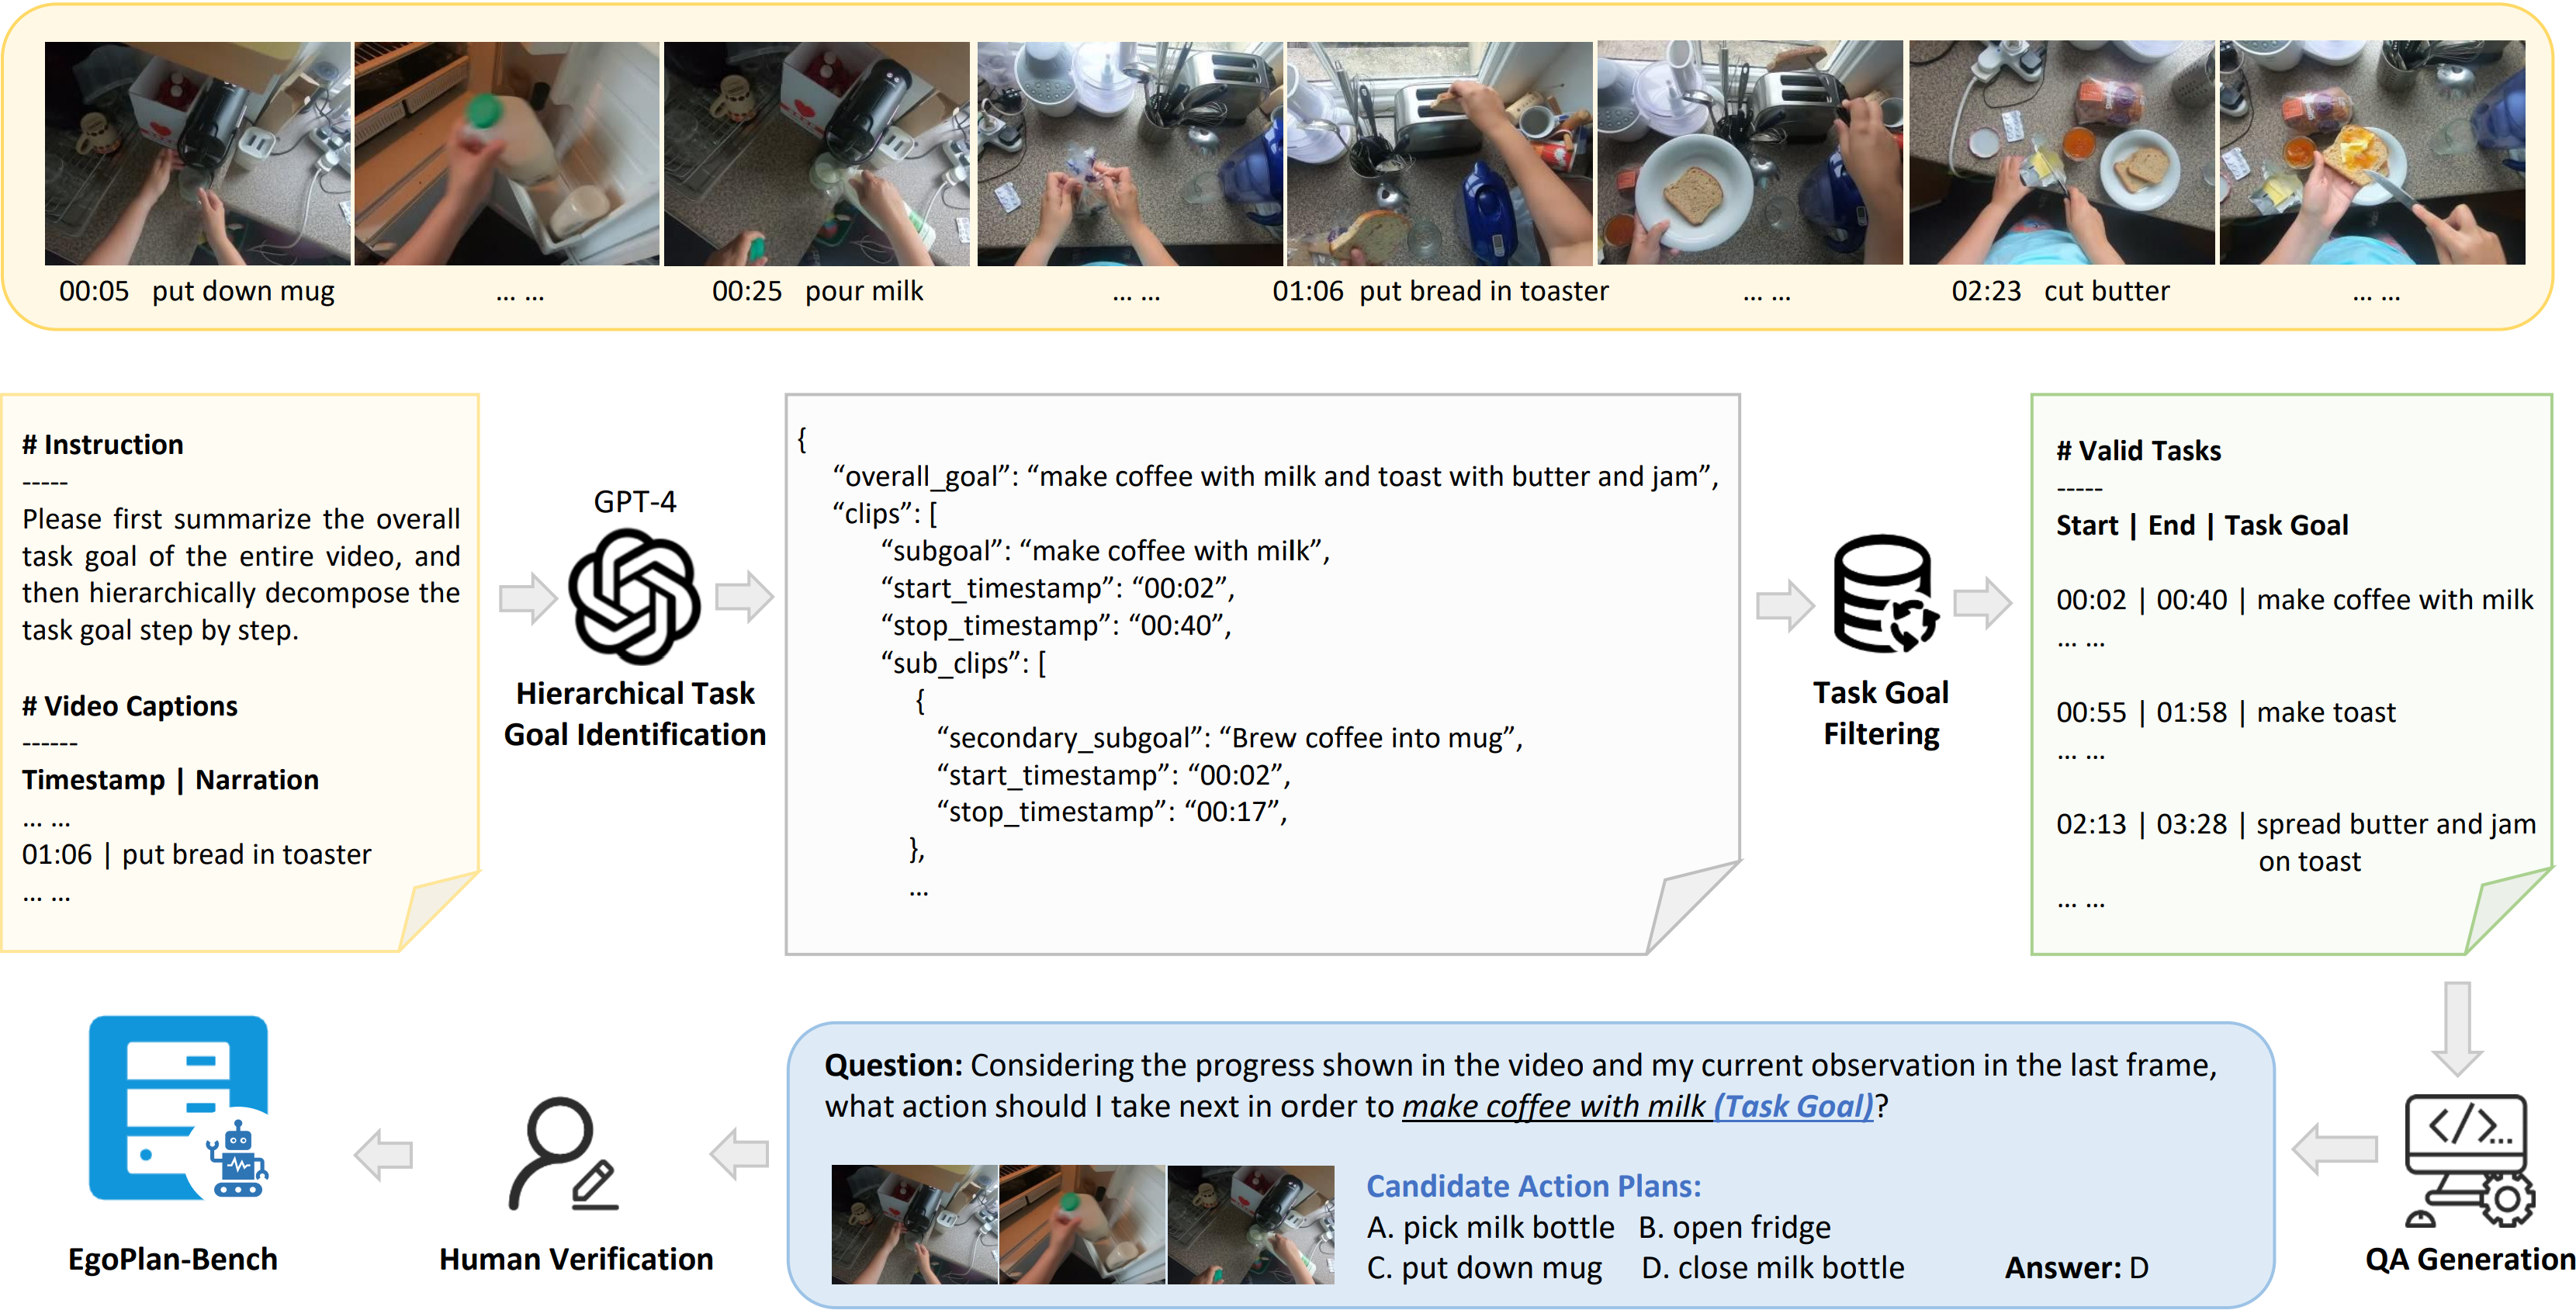 00:05 put down mug
... ...
00:25 pour milk
... ...
01:06 put bread in toaster
... ...
02:23 cut butter
... ...
# Instruction
-----
Please first summarize the overall
task goal of the entire video, and
then hierarchically decompose the
task goal step by step.
# Video Captions
------
Timestamp | Narration
... ...
01:06 | put bread in toaster
... ...
GPT-4
Hierarchical Task
Goal Identification
{
“overall_goal”: “make coffee with milk and toast with butter and jam”,
“clips”: [
“subgoal”: “make coffee with milk”,
“start_timestamp”: “00:02”,
“stop_timestamp”: “00:40”,
“sub_clips”: [
{
“secondary_subgoal”: “Brew coffee into mug”,
“start_timestamp”: “00:02”,
“stop_timestamp”: “00:17”,
},
...
Task Goal
Filtering
# Valid Tasks
-----
Start | End | Task Goal
00:02 | 00:40 | make coffee with milk
... ...
00:55 | 01:58 | make toast
... ...
02:13 | 03:28 | spread butter and jam
on toast
... ...
</>...
QA Generation
Question: Considering the progress shown in the video and my current observation in the last frame,
what action should I take next in order to make coffee with milk (Task Goal)?
Candidate Action Plans:
A. pick milk bottle B. open fridge
C. put down mug D. close milk bottle Answer: D
Human Verification
EgoPlan-Bench